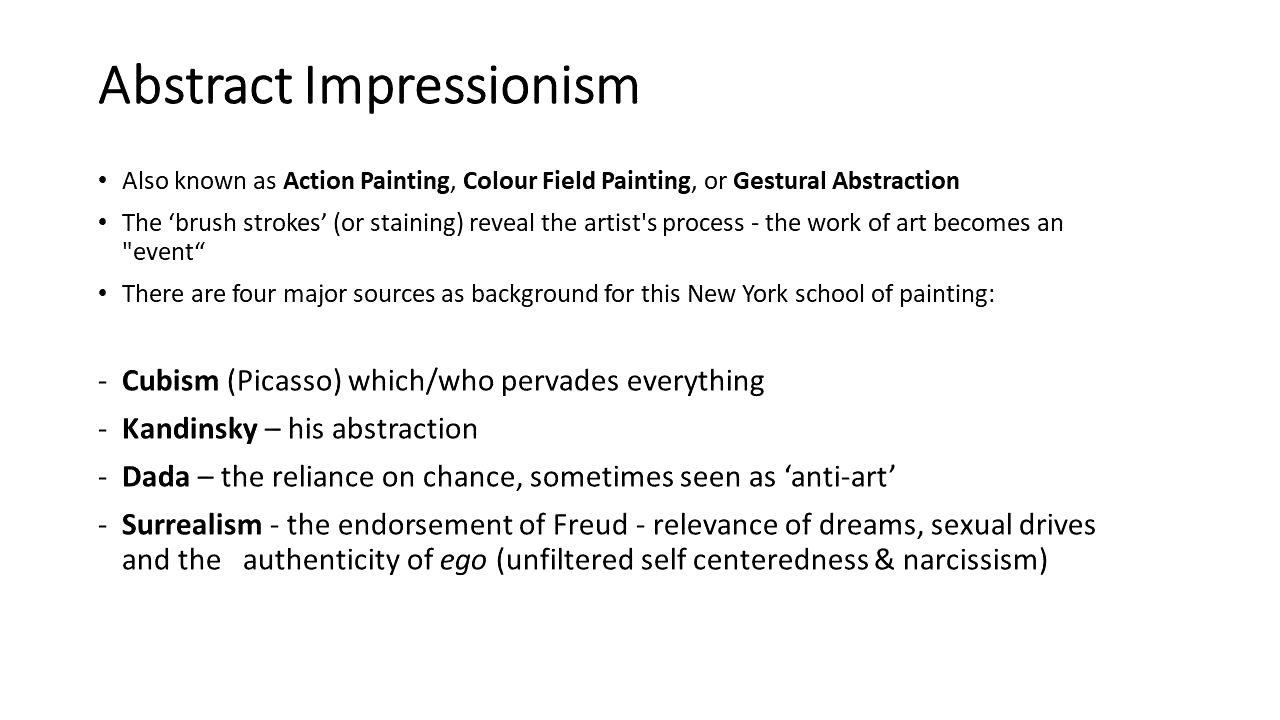 Abstract Impressionism
• Also known as Action Painting, Colour Field Painting, or Gestural Abstraction
• The ‘brush strokes’ (or staining) reveal the artist's process - the work of art becomes an
"event“
• There are four major sources as background for this New York school of painting:
- Cubism (Picasso) which/who pervades everything
- Kandinsky – his abstraction
- Dada – the reliance on chance, sometimes seen as ‘anti-art’
- Surrealism - the endorsement of Freud - relevance of dreams, sexual drives
and the   authenticity of ego (unfiltered self centeredness & narcissism)